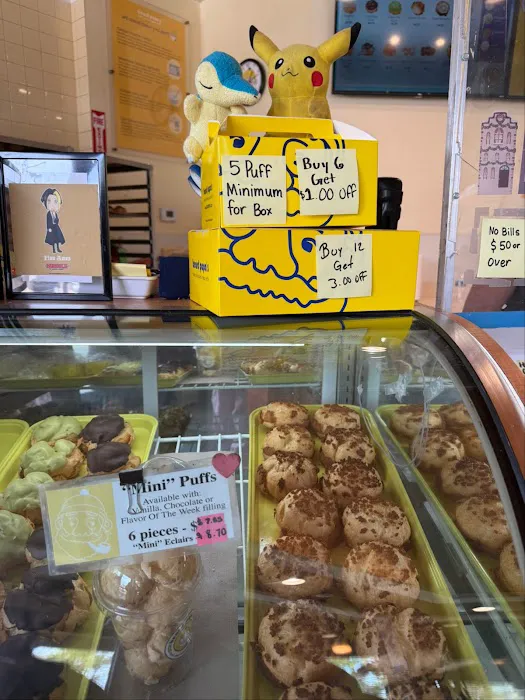 5 Puff
Minimum
for Box
Buy 6
Get
$1.00 Off
Buy 12
Get
3.00 off
No Bills
$50 or
Over
"Mini" Puffs
Available with:
Vanilla, Chocolate or
Flavor Of The Week filling
6 pieces - $ 7.85
"Mini" Eclairs $ 8.10